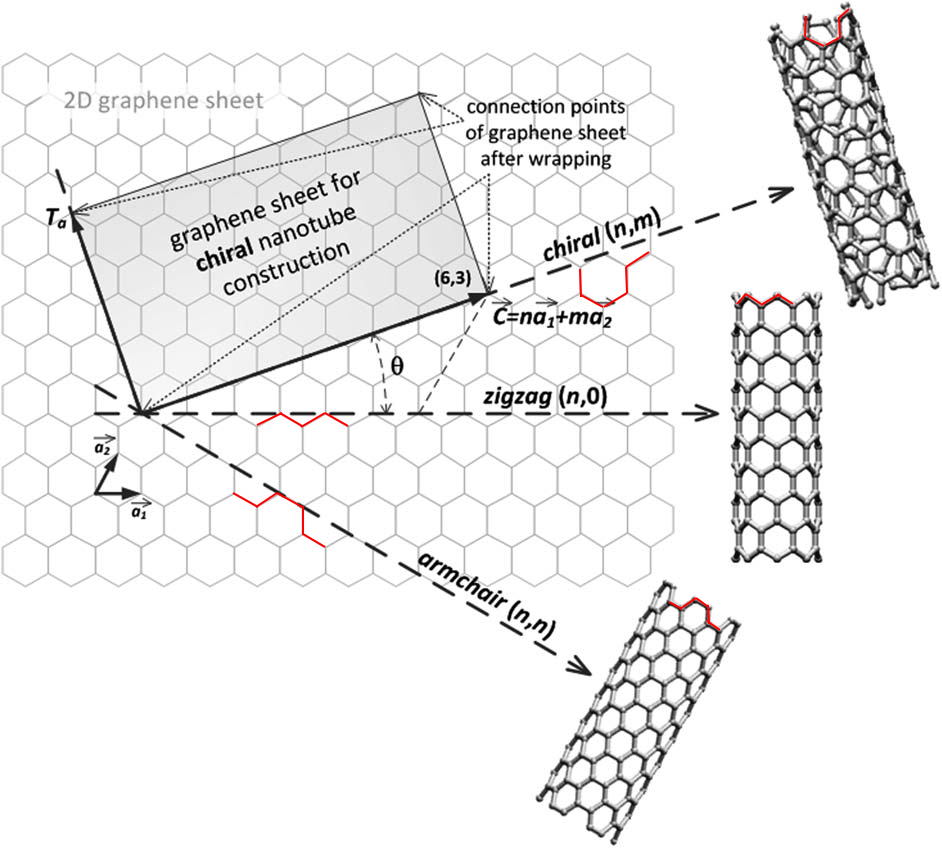 2D graphene sheet
connection points
of graphene sheet
after wrapping
Ta
graphene sheet for
chiral nanotube
construction
(6,3)
chiral (n,m)
C=na1+ma2
θ
zigzag (n,0)
a2
a1
armchair (n,n)